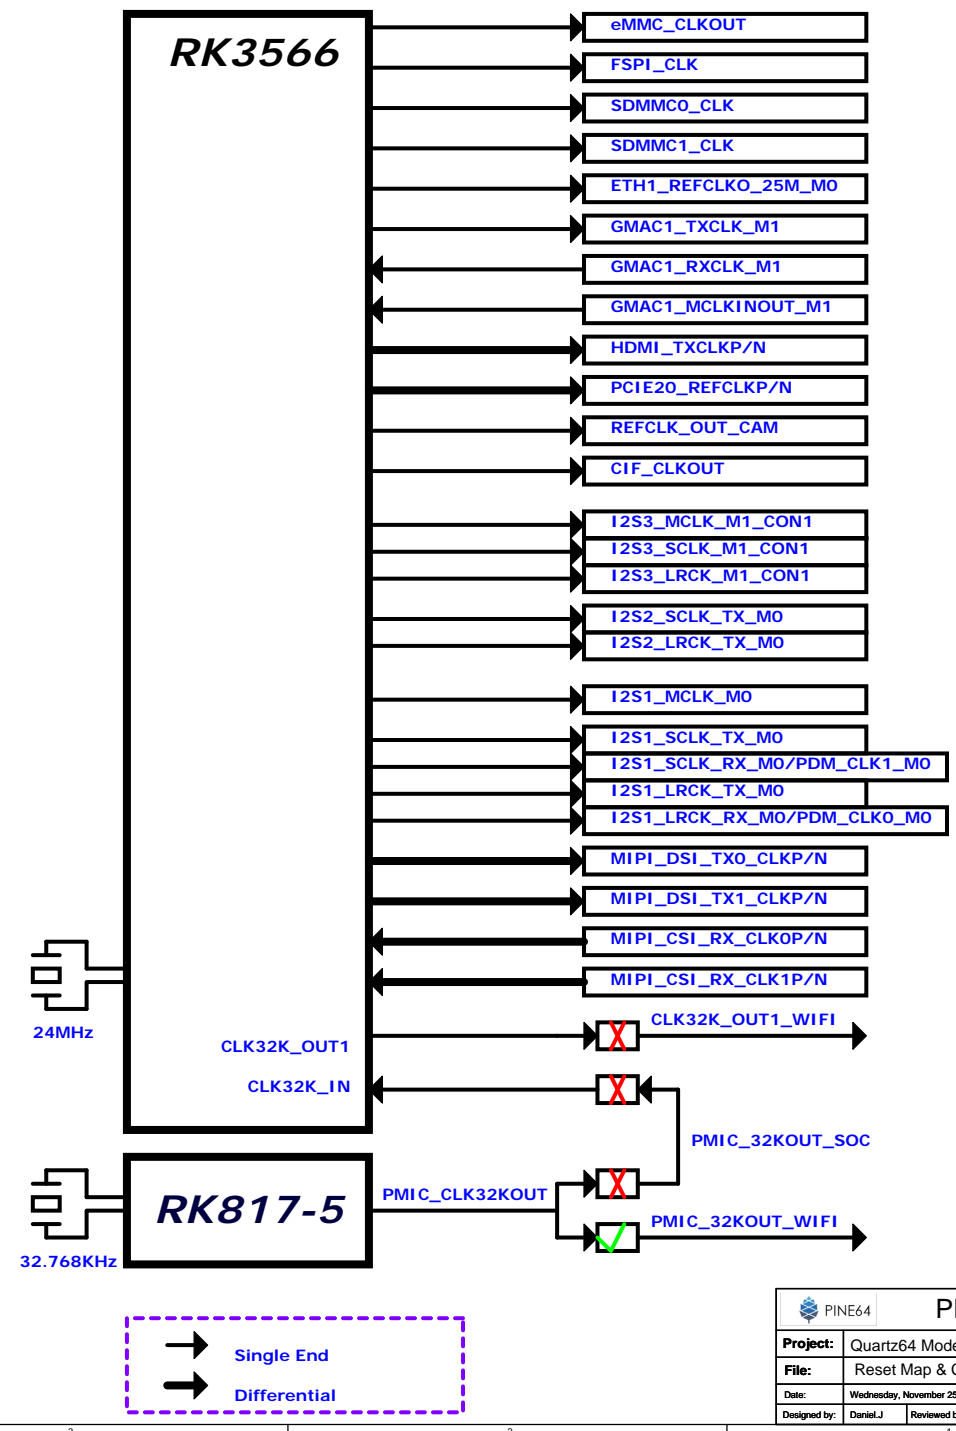 RK3566
eMMC_CLKOUT
FSPI_CLK
SDMMC0_CLK
SDMMC1_CLK
ETH1_REFCLKO_25M_M0
GMAC1_TXCLK_M1
GMAC1_RXCLK_M1
GMAC1_MCLKINOUT_M1
HDMI_TXCLKP/N
PCIE20_REFCLKP/N
REFCLK_OUT_CAM
CIF_CLKOUT
I2S3_MCLK_M1_CON1
I2S3_SCLK_M1_CON1
I2S3_LRCK_M1_CON1
I2S2_SCLK_TX_M0
I2S2_LRCK_TX_M0
I2S1_MCLK_M0
I2S1_SCLK_TX_M0
I2S1_SCLK_RX_M0/PDM_CLK1_M0
I2S1_LRCK_TX_M0
I2S1_LRCK_RX_M0/PDM_CLK0_M0
MIPI_DSI_TX0_CLKP/N
MIPI_DSI_TX1_CLKP/N
MIPI_CSI_RX_CLK0P/N
MIPI_CSI_RX_CLK1P/N
24MHz
CLK32K_OUT1
CLK32K_OUT1_WIFI
CLK32K_IN
PMIC_32KOUT_SOC
RK817-5
PMIC_CLK32KOUT
PMIC_32KOUT_WIFI
32.768KHz
Single End
Differential
PINE64
Project: Quartz64
File: Reset Map &
Date: Wednesday, November 25
Designed by: Daniel.J Reviewed